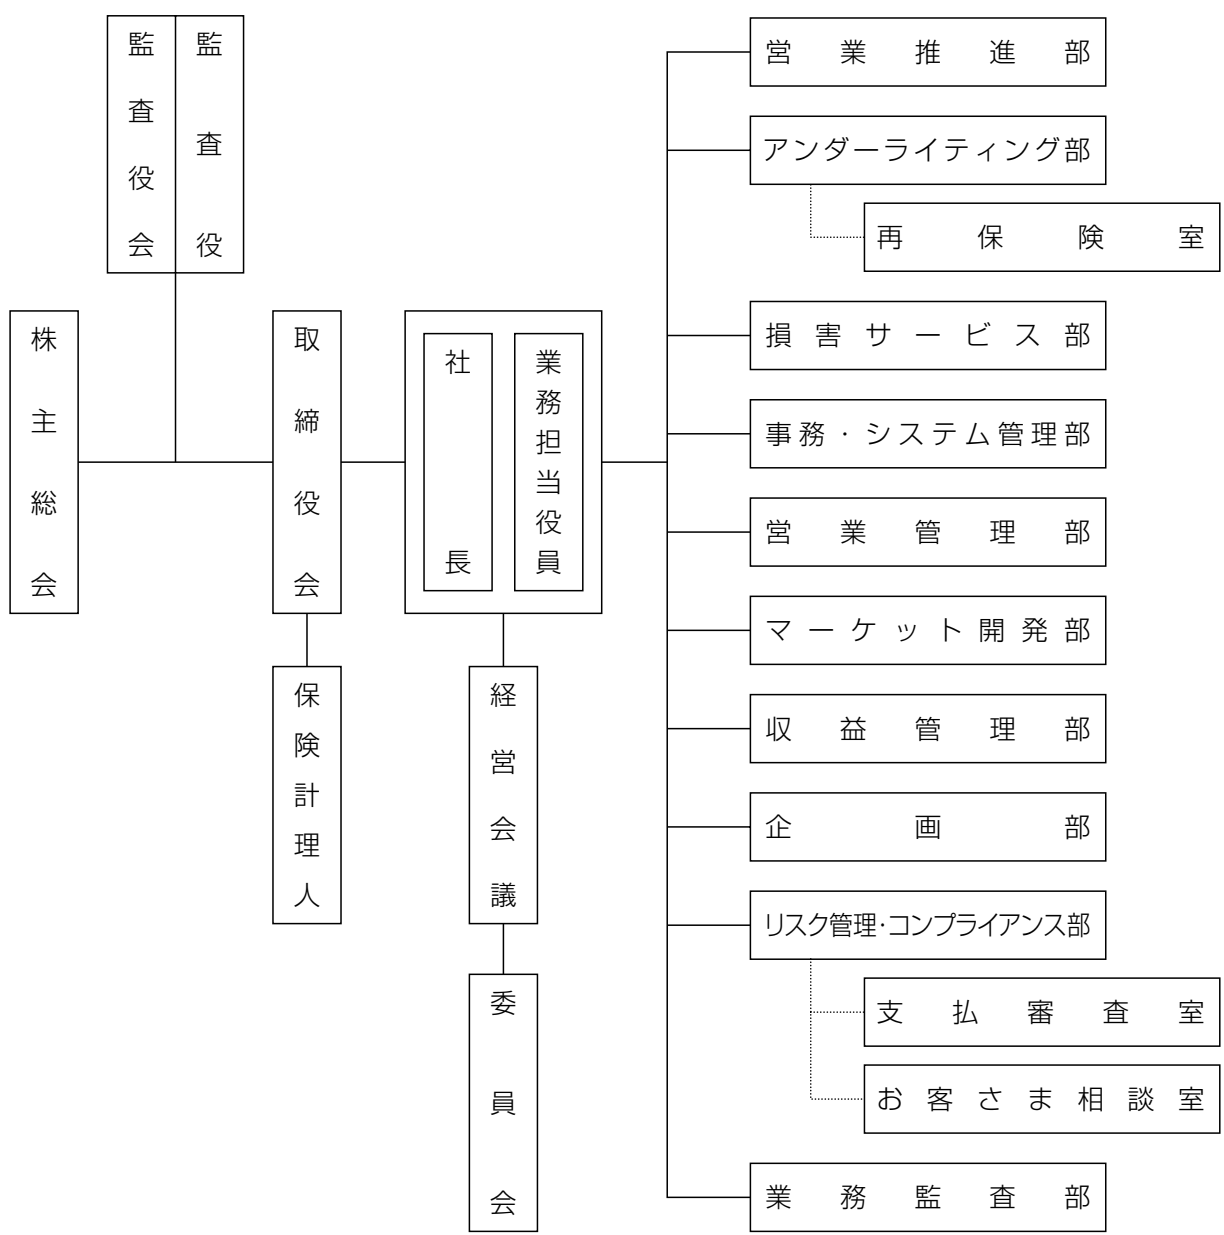 監査役会
監査役
株主総会
取締役会
社長
業務担当役員
保険計理人
経営会議
委員会
営業推進部
アンダーライティング部
再保険室
損害サービス部
事務・システム管理部
営業管理部
マーケット開発部
収益管理部
企画部
リスク管理・コンプライアンス部
支払審査室
お客さま相談室
業務監査部